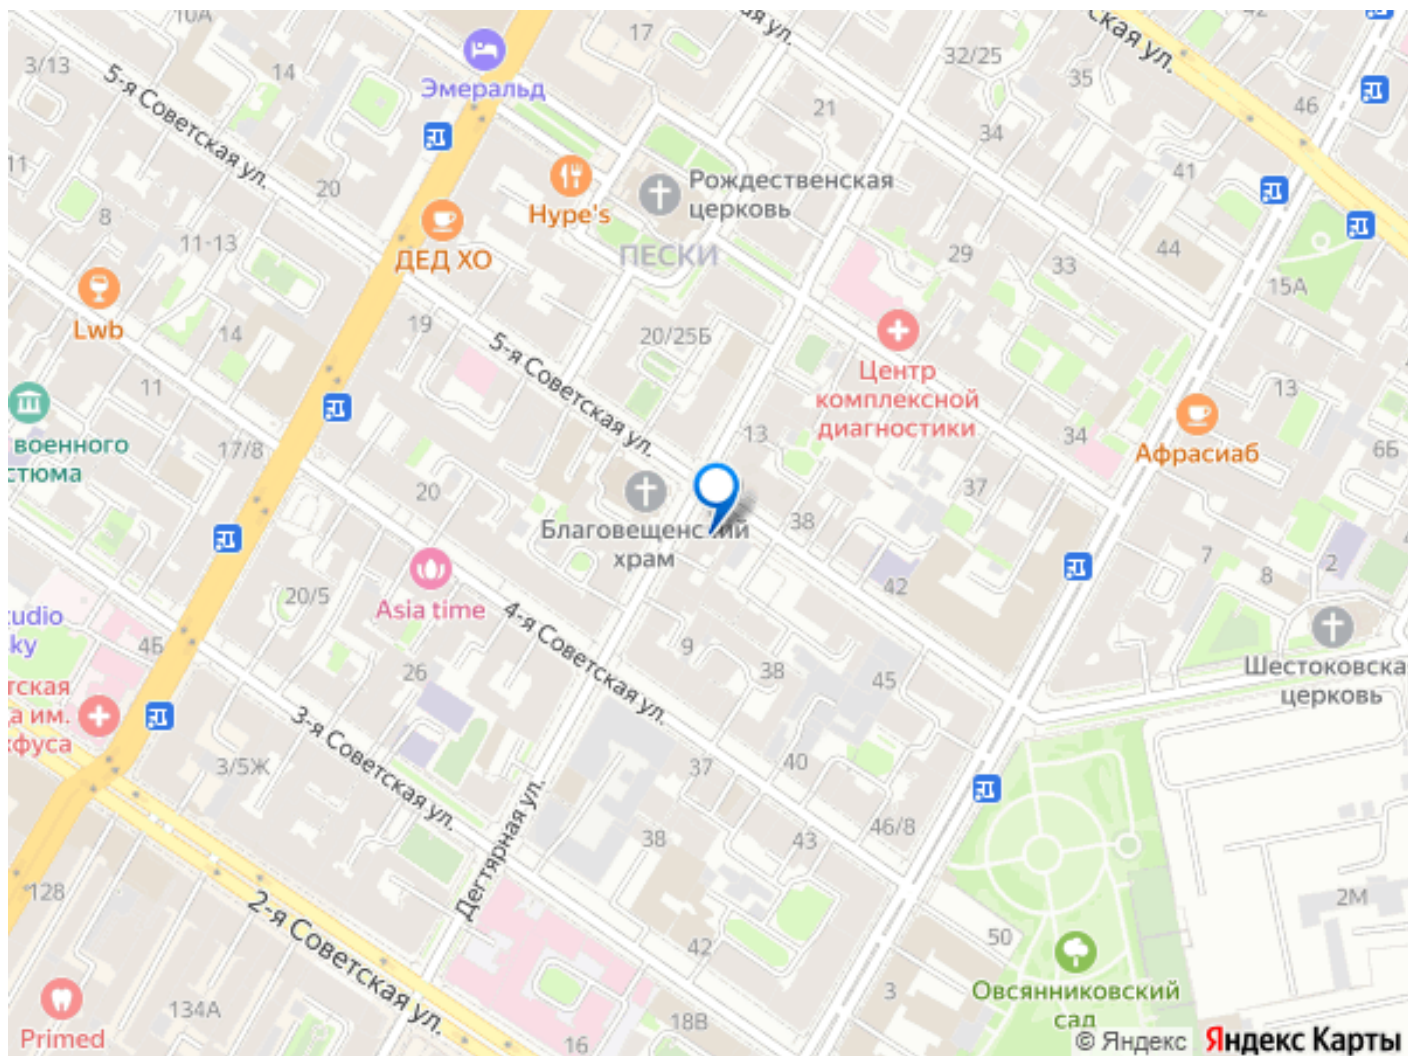 10А
17
ул.
ская ул.
42
3/13
14
Эмеральд
32/25
35
46
5-я Советская ул.
21
34
11
20
Hype's
Рождественская
церковь
41
8
11-13
ДЕД ХО
ПЕСКИ
29
33
44
15А
Lwb
14
19
20/25Б
5-я Советская ул.
Центр
комплексной
диагностики
11
13
13
военного
стюма
17/8
34
Афрасиаб
6Б
20
37
38
Благовещенский
храм
42
7
8
2
4
Asia time
20/5
4-я Советская ул.
tudio
ky
4Б
9
38
26
45
Шестоковска
церковь
тская
а им.
хфуса
3-я Советская ул.
3/5Ж
37
40
Дегтярная ул.
38
43
46/8
128
2-я Советская ул.
2М
42
50
3
Овсянниковский
сад
134А
18В
16
Primed
© Яндекс Яндекс Карты